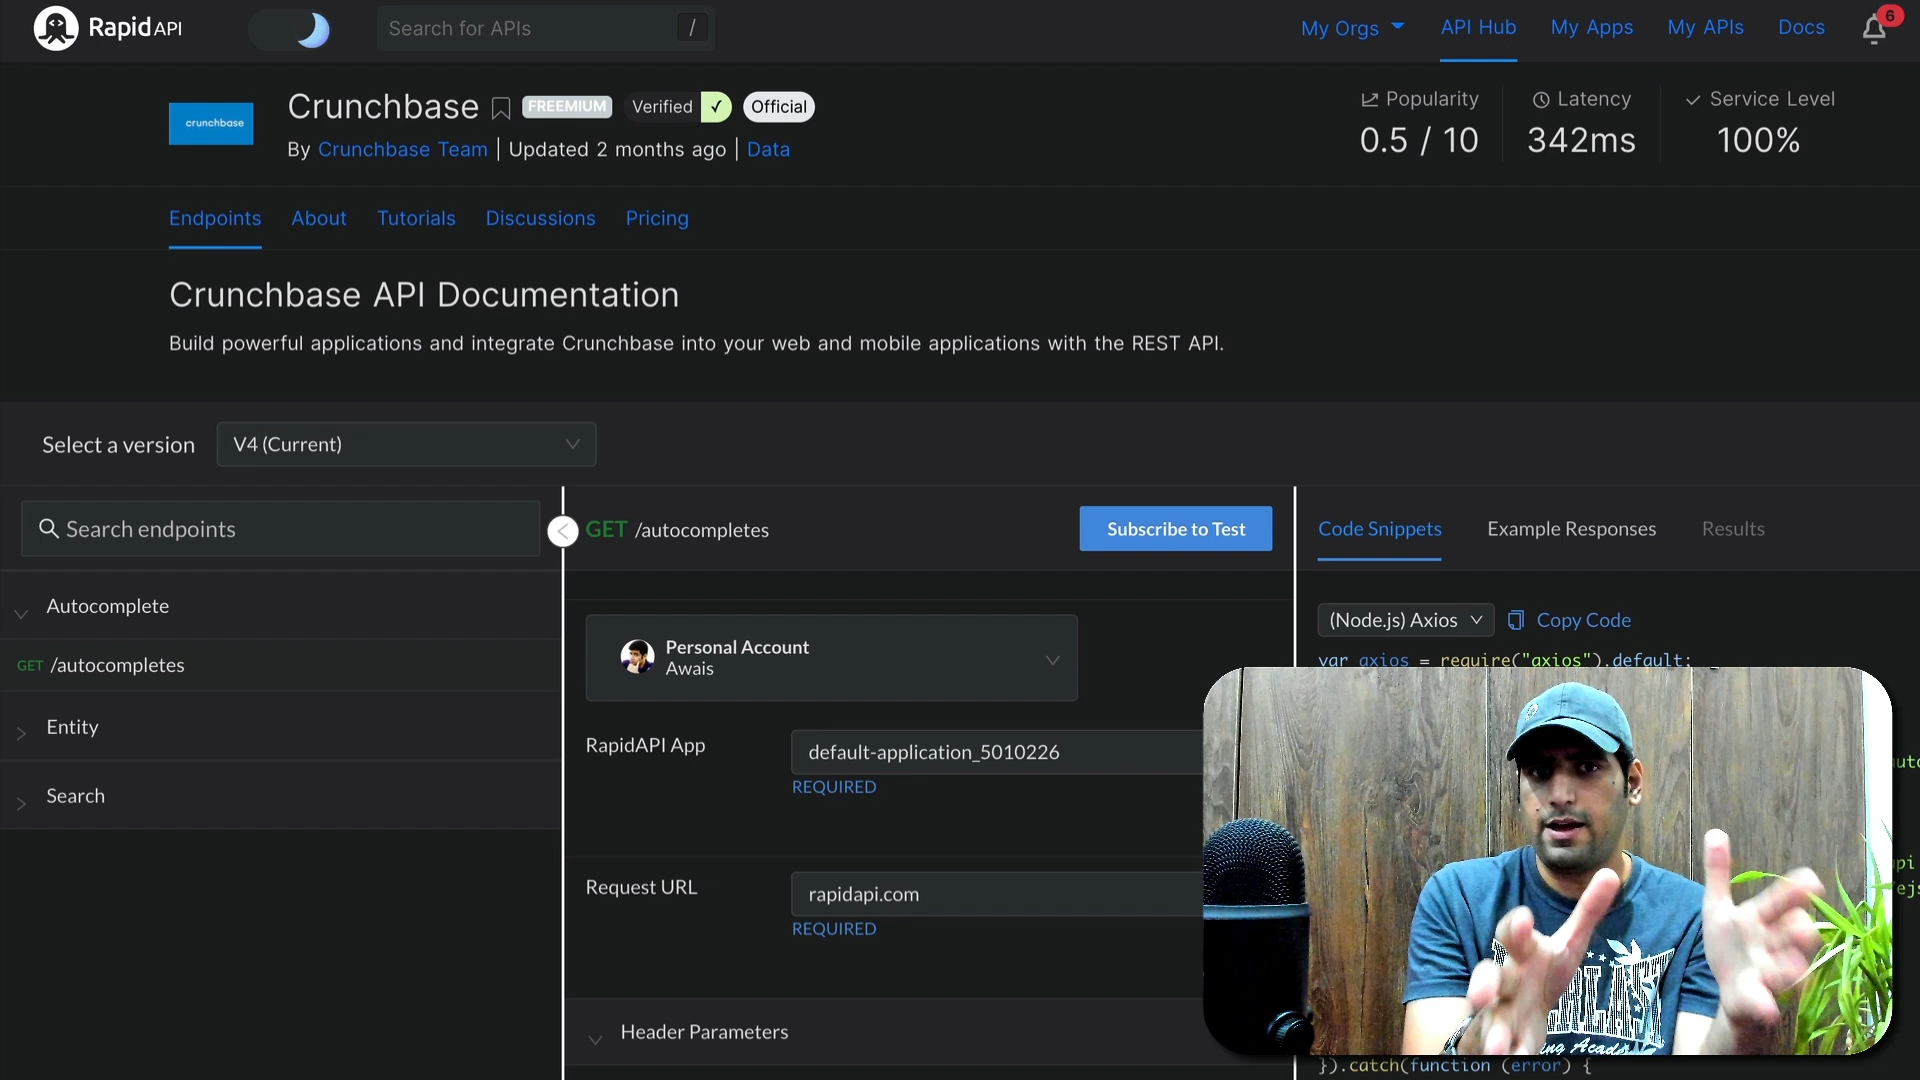 Rapid API
Search for APIs /
My Orgs API Hub My Apps My APIs Docs 6
crunchbase
Crunchbase FREEMIUM Verified ✓ Official
By Crunchbase Team | Updated 2 months ago | Data
Popularity Latency Service Level
0.5 / 10 342ms 100%
Endpoints About Tutorials Discussions Pricing
Crunchbase API Documentation
Build powerful applications and integrate Crunchbase into your web and mobile applications with the REST API.
Select a version V4 (Current)
Search endpoints
Autocomplete
GET /autocompletes
Entity
Search
GET /autocompletes Subscribe to Test
Personal Account
Awais
RapidAPI App default-application_5010226
REQUIRED
Request URL rapidapi.com
REQUIRED
Header Parameters
Code Snippets Example Responses Results
(Node.js) Axios Copy Code
var axios = require("axios").default;
}).catch(function (error) {